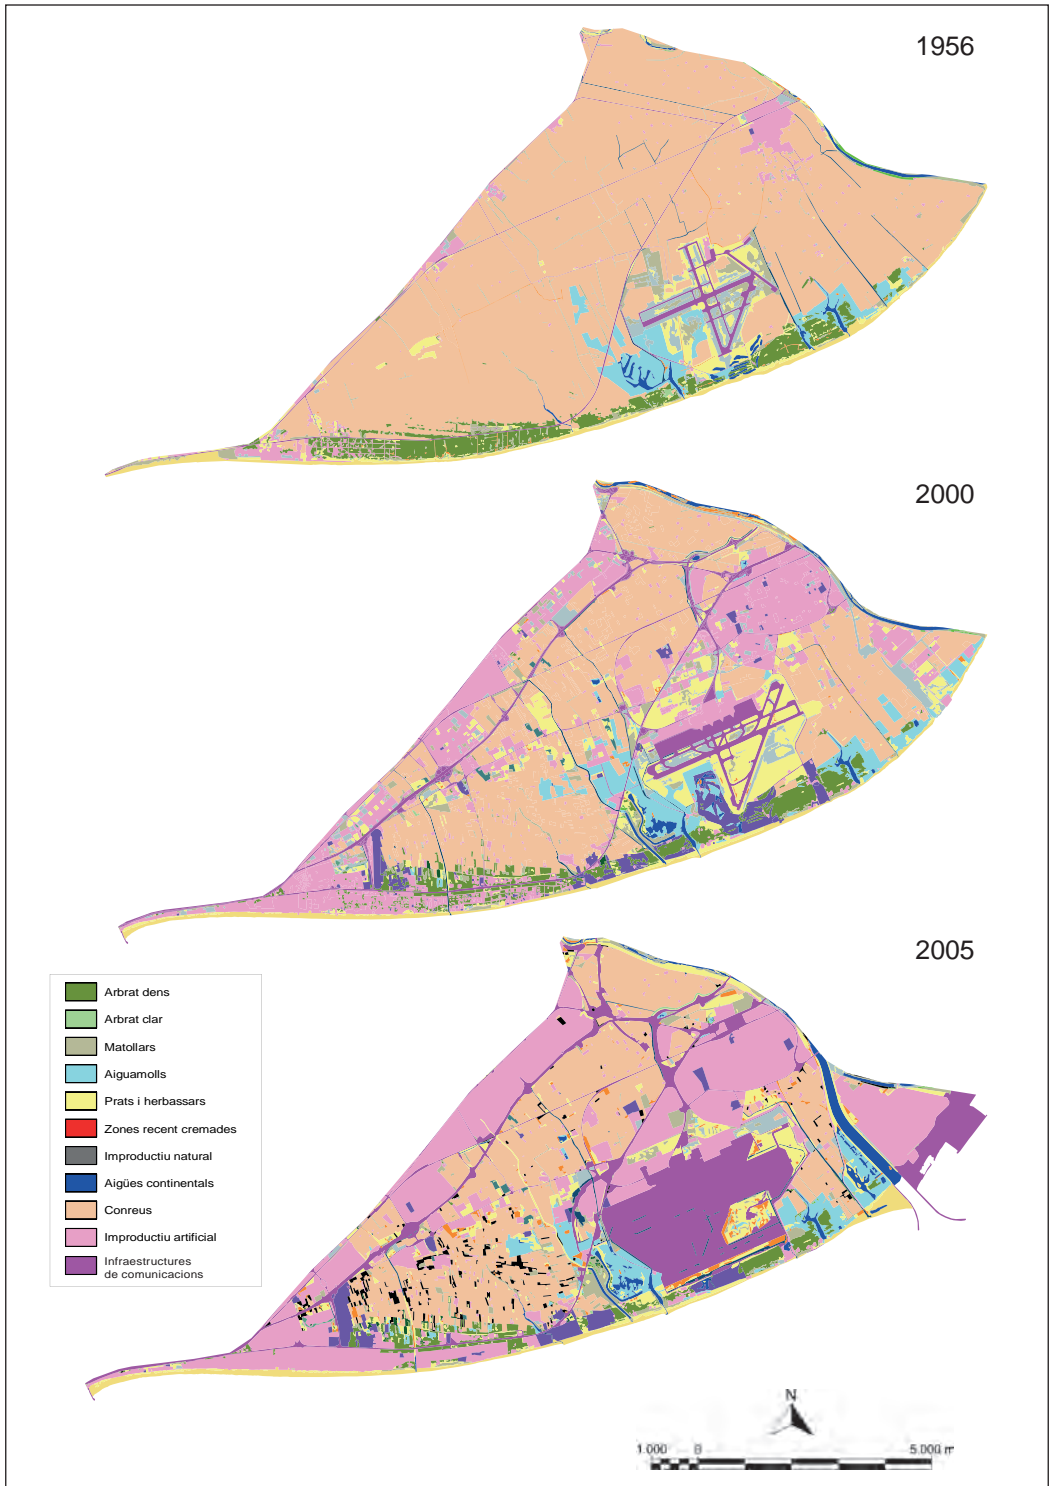 1956
2000
2005
Arbrat dens
Arbrat clar
Matollars
Aiguamolls
Prats i herbassars
Zones recent cremades
Improductiu natural
Aigües continentals
Conreus
Improductiu artificial
Infraestructures
de comunicacions
N
1.000 0 5.000 m